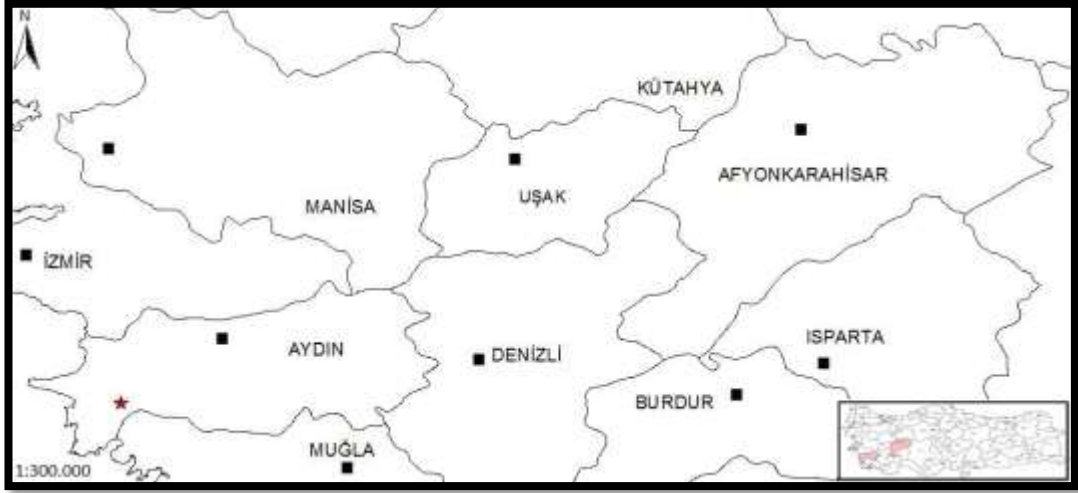 N
KÜTAHYA
AFYONKARAHİSAR
UŞAK
MANİSA
İZMİR
AYDIN
DENİZLİ
ISPARTA
BURDUR
MUĞLA
1:300.000